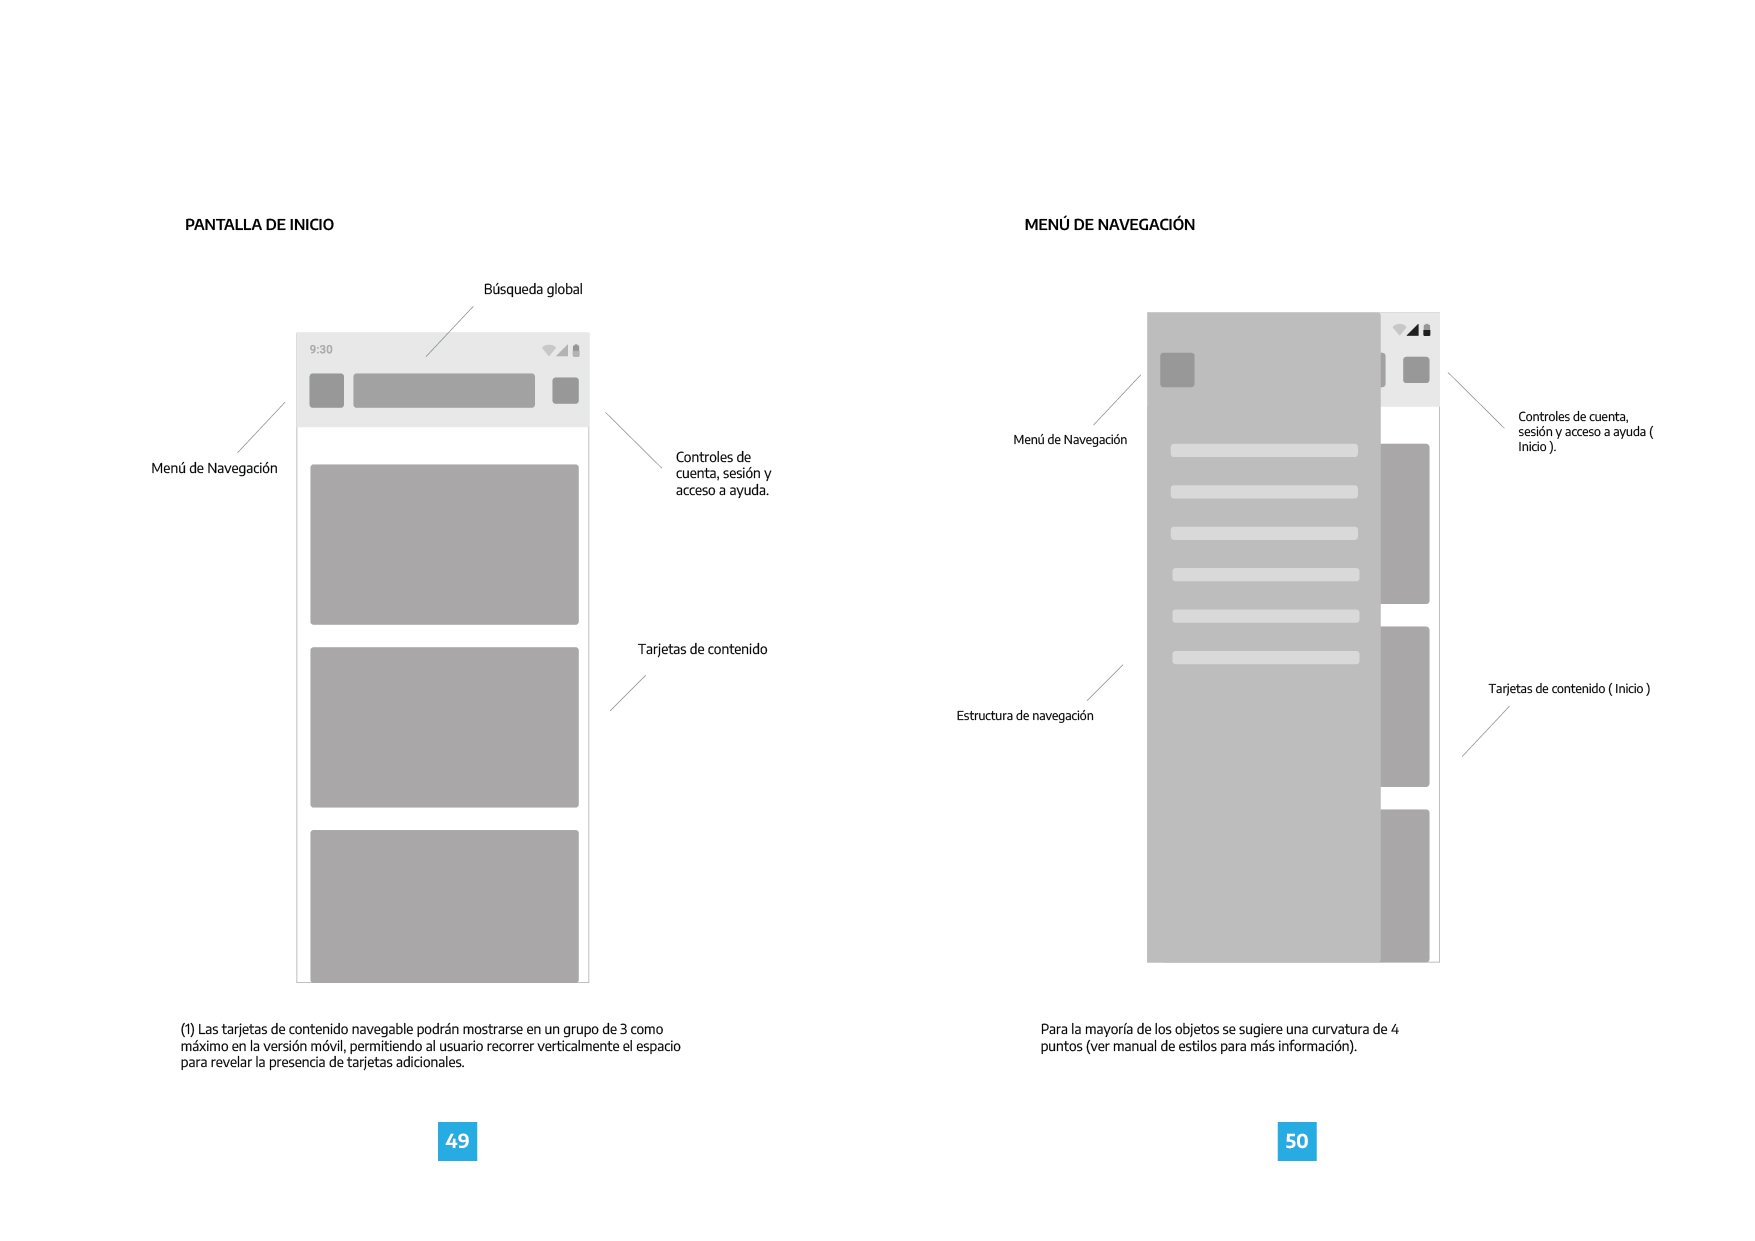 PANTALLA DE INICIO
Búsqueda global
9:30
Menú de Navegación
Controles de
cuenta, sesión y
acceso a ayuda.
Tarjetas de contenido
(1) Las tarjetas de contenido navegable podrán mostrarse en un grupo de 3 como
máximo en la versión móvil, permitiendo al usuario recorrer verticalmente el espacio
para revelar la presencia de tarjetas adicionales.
49
MENÚ DE NAVEGACIÓN
Menú de Navegación
Controles de cuenta,
sesión y acceso a ayuda (
Inicio ).
Tarjetas de contenido ( Inicio )
Estructura de navegación
Para la mayoría de los objetos se sugiere una curvatura de 4
puntos (ver manual de estilos para más información).
50